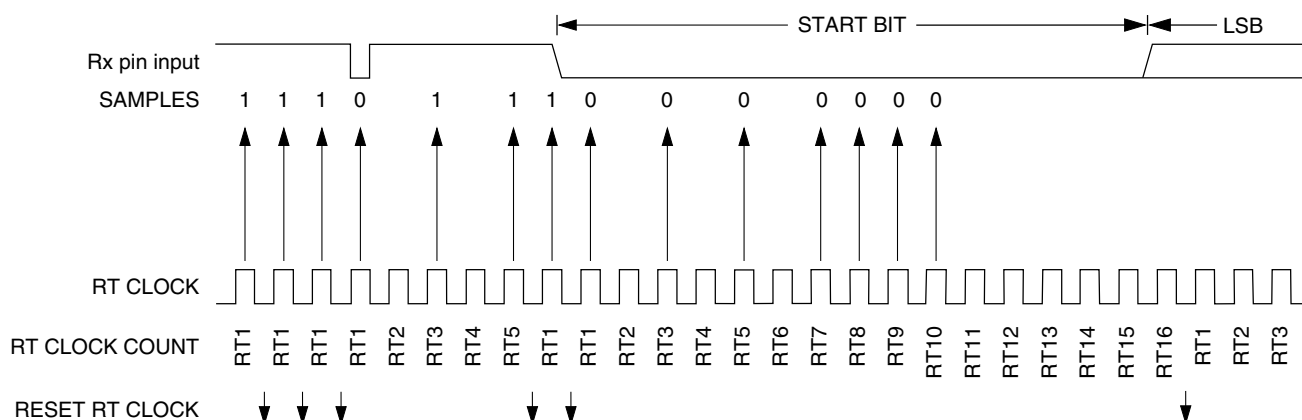 START BIT LSB
Rx pin input
SAMPLES 1 1 1 0 1 1 1 0 0 0 0 0 0 0
RT CLOCK
RT CLOCK COUNT RT1 RT1 RT1 RT1 RT2 RT3 RT4 RT5 RT1 RT1 RT2 RT3 RT4 RT5 RT6 RT7 RT8 RT9 RT10 RT11 RT12 RT13 RT14 RT15 RT16 RT1 RT2 RT3
RESET RT CLOCK